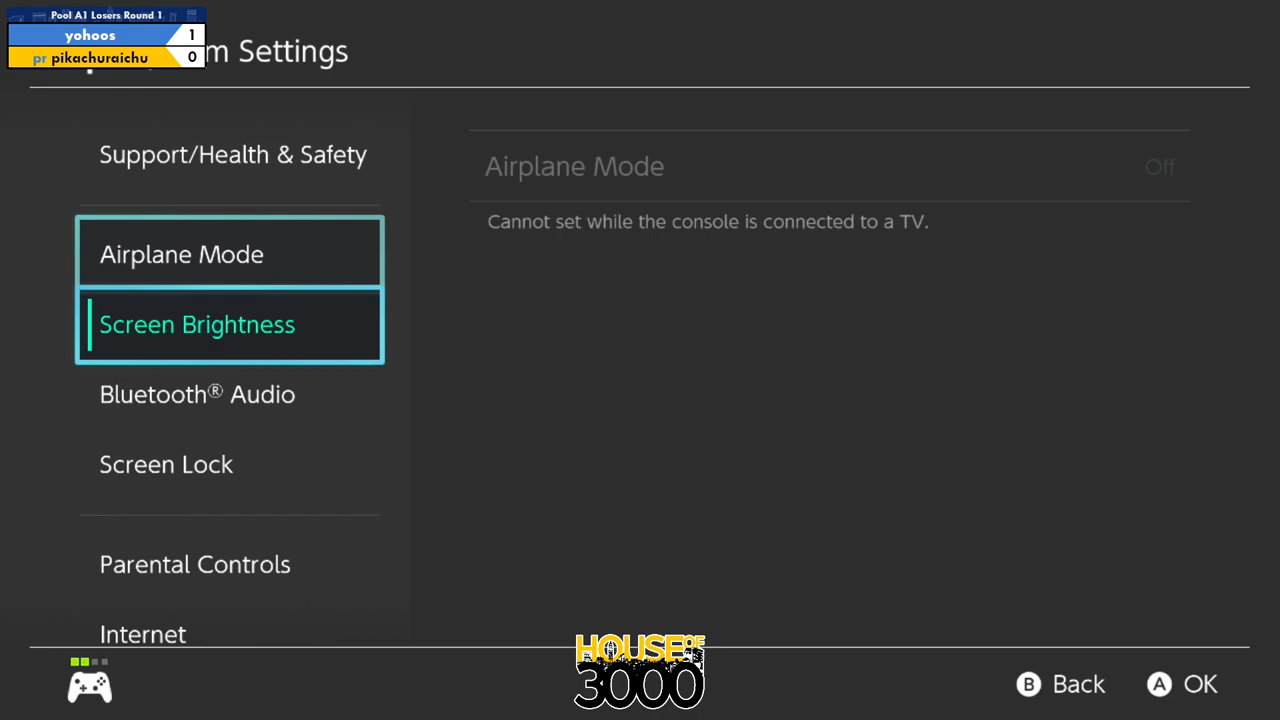 Pool A1 Losers Round 1
yohoos 1
pr pikachuraichu 0
m Settings
Support/Health & Safety
Airplane Mode
Screen Brightness
Bluetooth® Audio
Screen Lock
Parental Controls
Internet
Airplane Mode Off
Cannot set while the console is connected to a TV.
HOUSE OF
3000
B Back A OK